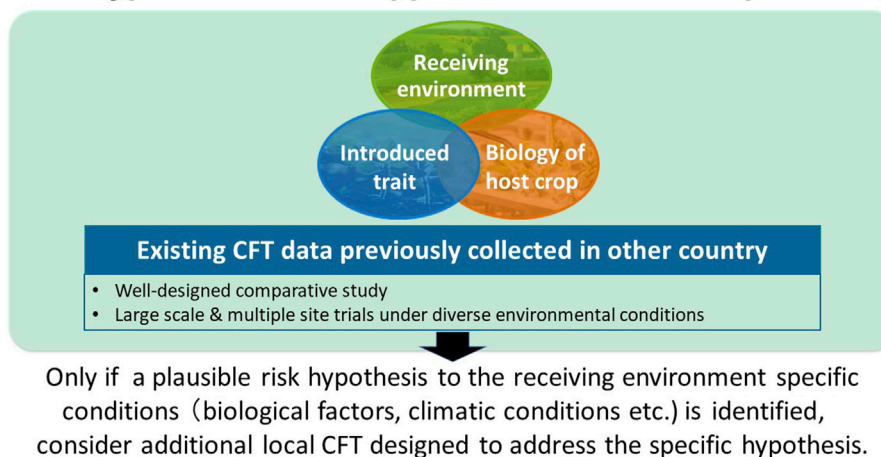 Receiving
environment
Introduced
trait
Biology of
host crop
Existing CFT data previously collected in other country
• Well-designed comparative study
• Large scale & multiple site trials under diverse environmental conditions
Only if a plausible risk hypothesis to the receiving environment specific
conditions（biological factors, climatic conditions etc.) is identified,
consider additional local CFT designed to address the specific hypothesis.